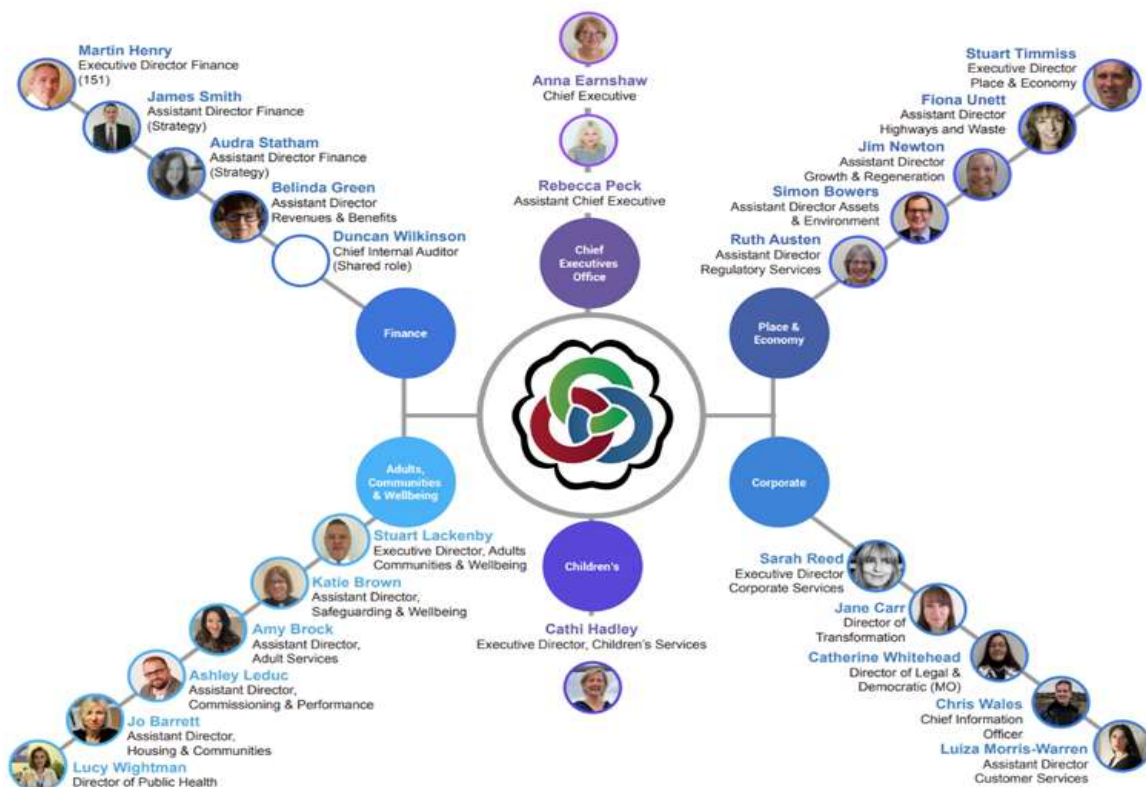 Martin Henry
Executive Director Finance
(151)
James Smith
Assistant Director Finance
(Strategy)
Audra Statham
Assistant Director Finance
(Strategy)
Belinda Green
Assistant Director
Revenues & Benefits
Duncan Wilkinson
Chief Internal Auditor
(Shared role)
Finance
Anna Earnshaw
Chief Executive
Rebecca Peck
Assistant Chief Executive
Chief
Executives
Office
Stuart Timmiss
Executive Director
Place & Economy
Fiona Unett
Assistant Director
Highways and Waste
Jim Newton
Assistant Director
Growth & Regeneration
Simon Bowers
Assistant Director Assets
& Environment
Ruth Austen
Assistant Director
Regulatory Services
Place &
Economy
Adults,
Communities
& Wellbeing
Stuart Lackenby
Executive Director, Adults
Communities & Wellbeing
Katie Brown
Assistant Director,
Safeguarding & Wellbeing
Amy Brock
Assistant Director,
Adult Services
Ashley Leduc
Assistant Director,
Commissioning & Performance
Jo Barrett
Assistant Director,
Housing & Communities
Lucy Wightman
Director of Public Health
Children's
Cathi Hadley
Executive Director, Children's Services
Corporate
Sarah Reed
Executive Director
Corporate Services
Jane Carr
Director of
Transformation
Catherine Whitehead
Director of Legal &
Democratic (MO)
Chris Wales
Chief Information
Officer
Luiza Morris-Warren
Assistant Director
Customer Services